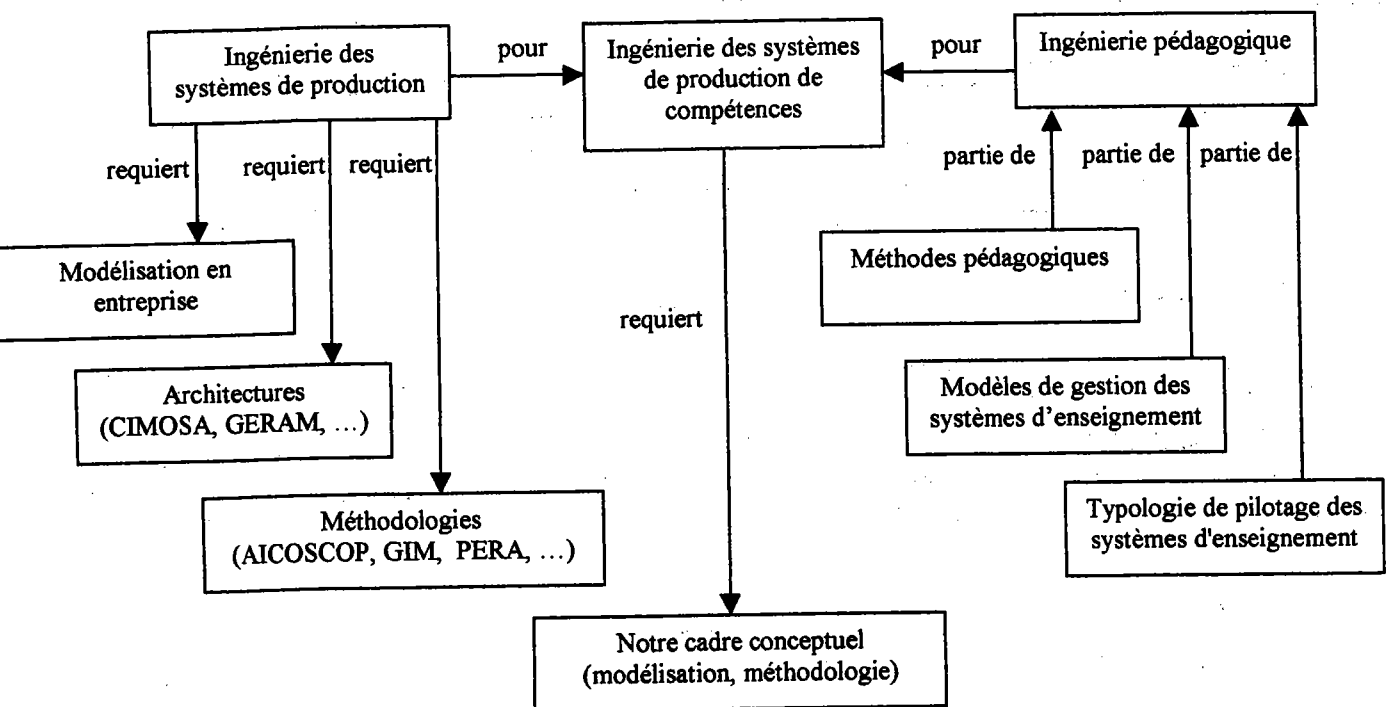 Ingénierie des
systèmes de production
pour
Ingénierie des systèmes
de production de
compétences
pour
Ingénierie pédagogique
requiert
requiert
requiert
partie de
partie de
partie de
Modélisation en
entreprise
Méthodes pédagogiques
requiert
Architectures
(CIMOSA, GERAM, …)
Modèles de gestion des
systèmes d’enseignement
Méthodologies
(AICOSCOP, GIM, PERA, …)
Typologie de pilotage des
systèmes d'enseignement
Notre cadre conceptuel
(modélisation, méthodologie)